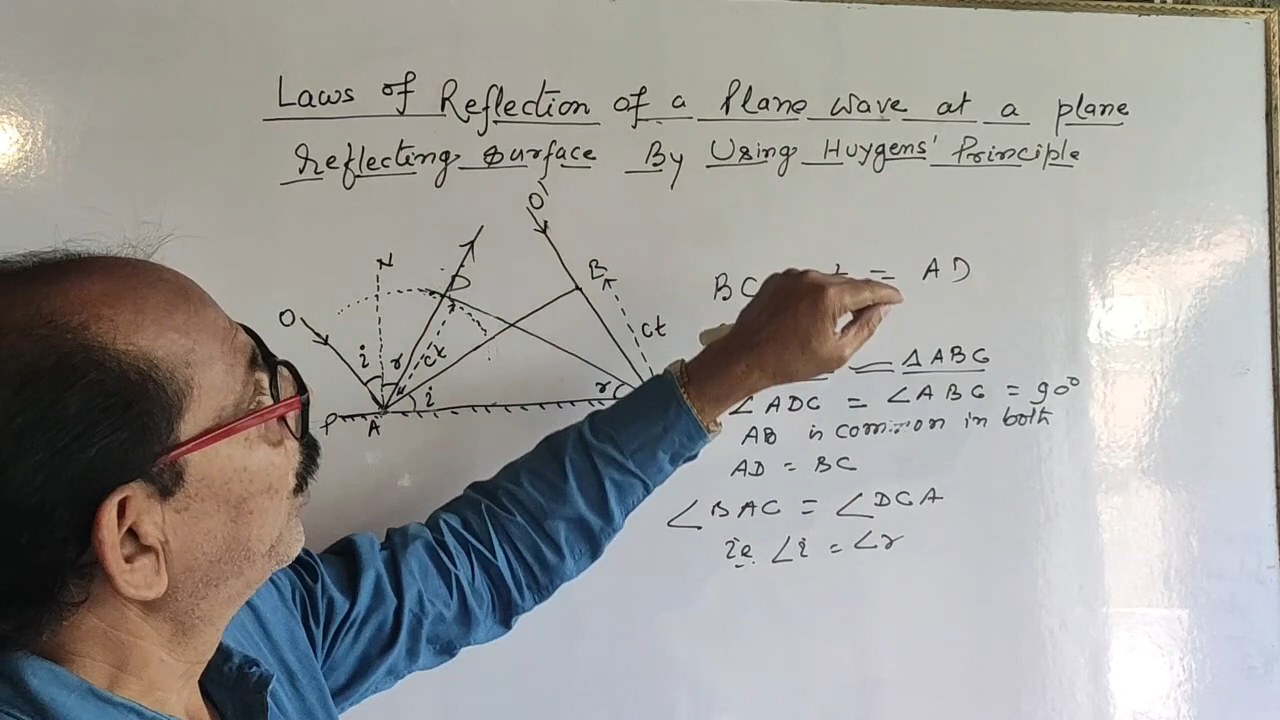 Laws of Reflection of a Plane wave at a plane
reflecting surface By Using Huygens' Principle
O'
N
D
B
O
i
r
ct
ct
i
r
P
A
BC = AD
≅ ΔABC
∠ADC = ∠ABC = 90°
AB is common in both
AD = BC
∠BAC = ∠DCA
ie ∠i = ∠r